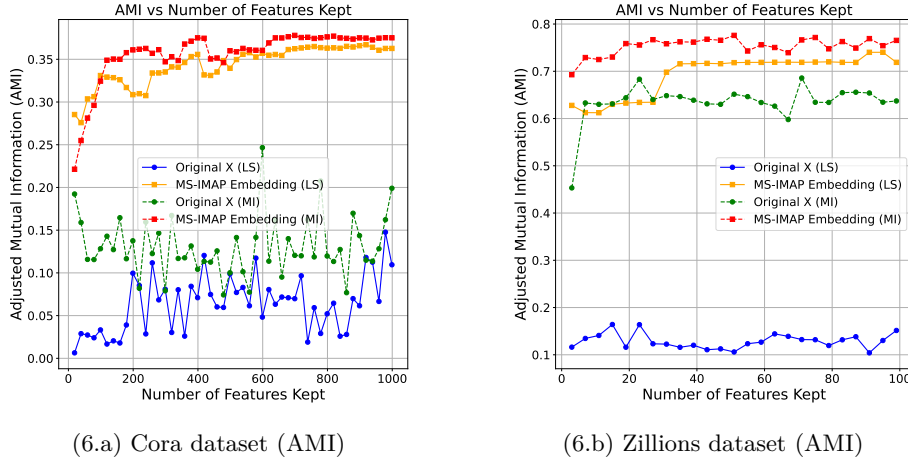 AMI vs Number of Features Kept
Adjusted Mutual Information (AMI)
0.35
0.30
0.25
0.20
0.15
0.10
0.05
0.00
Original X (LS)
MS-IMAP Embedding (LS)
Original X (MI)
MS-IMAP Embedding (MI)
0 200 400 600 800 1000
Number of Features Kept
(6.a) Cora dataset (AMI)
AMI vs Number of Features Kept
Adjusted Mutual Information (AMI)
0.8
0.7
0.6
0.5
0.4
0.3
0.2
0.1
Original X (LS)
MS-IMAP Embedding (LS)
Original X (MI)
MS-IMAP Embedding (MI)
0 20 40 60 80 100
Number of Features Kept
(6.b) Zillions dataset (AMI)